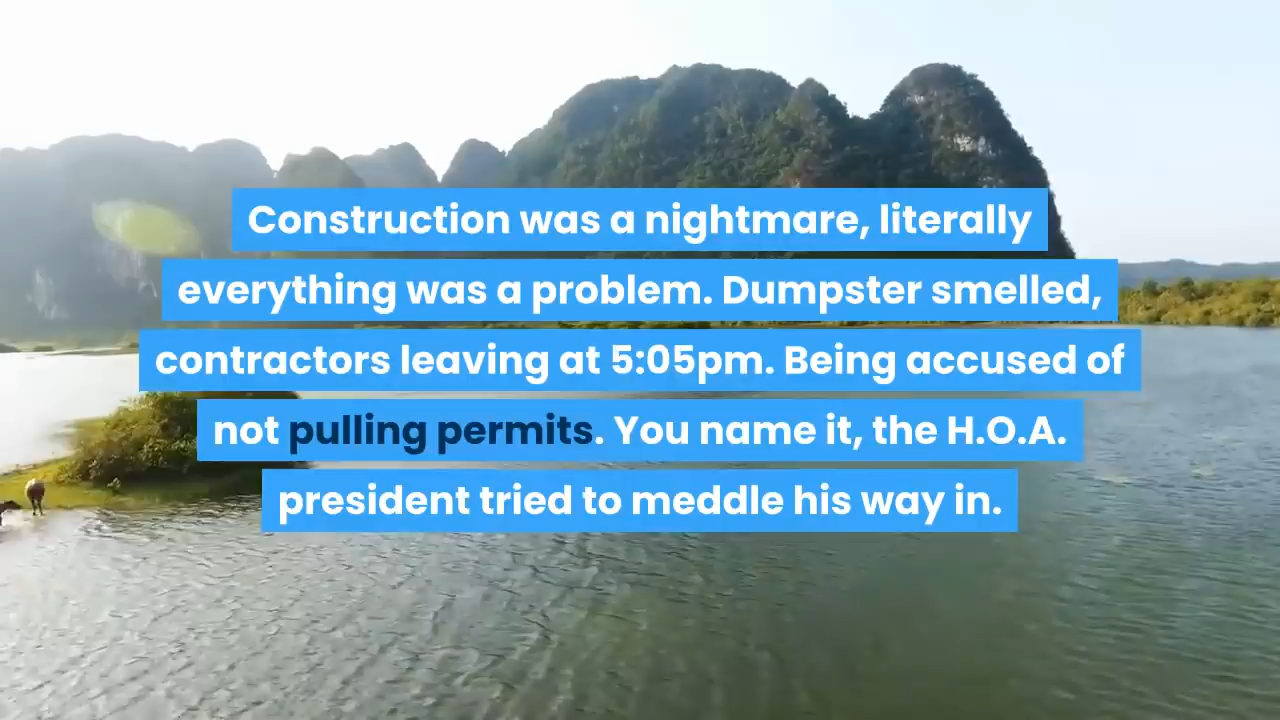 Construction was a nightmare, literally
everything was a problem. Dumpster smelled,
contractors leaving at 5:05pm. Being accused of
not pulling permits. You name it, the H.O.A.
president tried to meddle his way in.